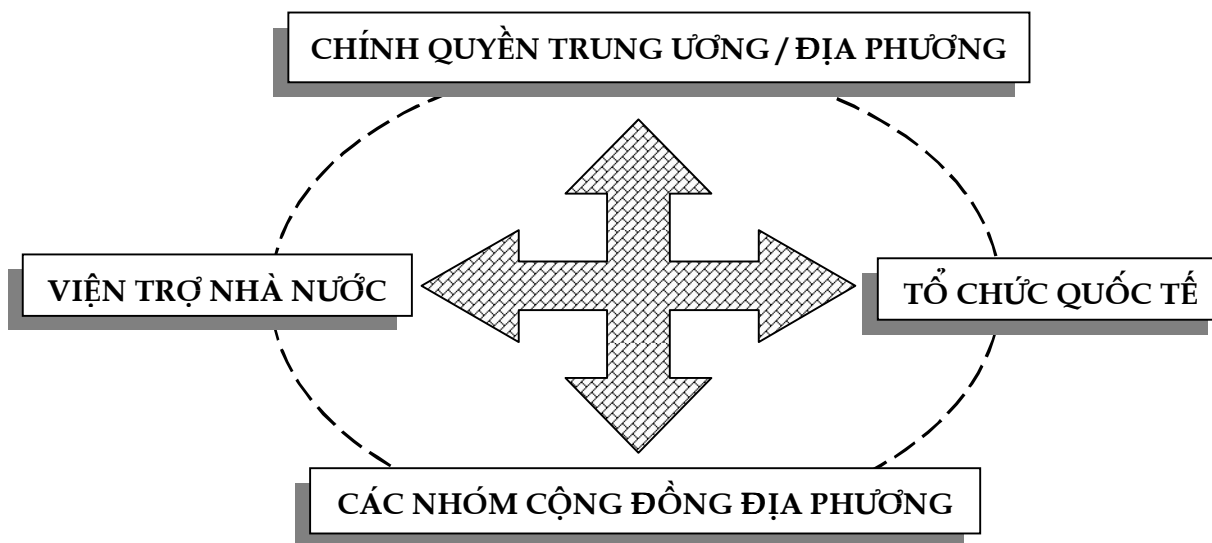 CHÍNH QUYỀN TRUNG ƯƠNG / ĐỊA PHƯƠNG
VIỆN TRỢ NHÀ NƯỚC
TỔ CHỨC QUỐC TẾ
CÁC NHÓM CỘNG ĐỒNG ĐỊA PHƯƠNG